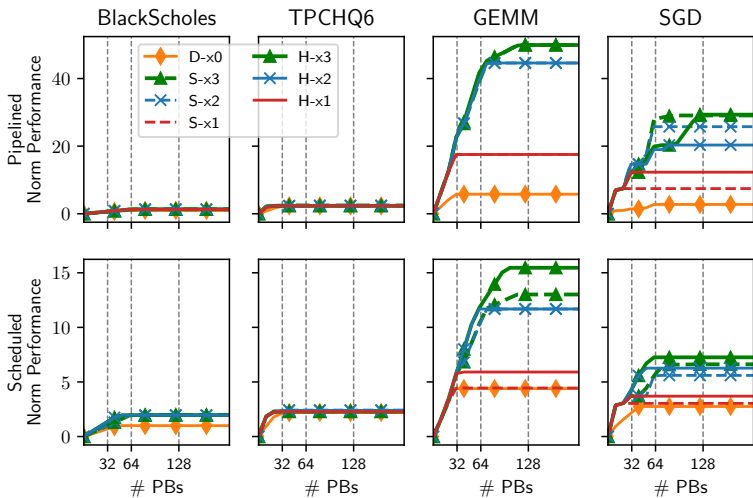 BlackScholes
TPCHQ6
GEMM
SGD
Pipelined
Norm Performance
40
20
0
D-x0
S-x3
S-x2
S-x1
H-x3
H-x2
H-x1
Scheduled
Norm Performance
15
10
5
0
32 64 128
32 64 128
32 64 128
32 64 128
# PBs
# PBs
# PBs
# PBs